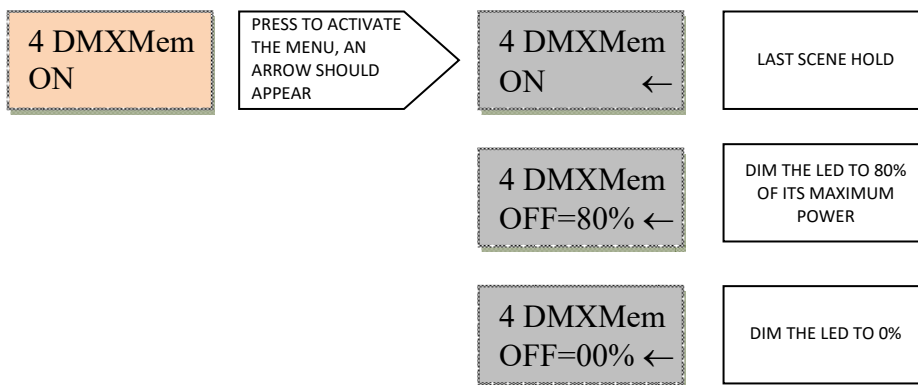 4 DMXMem
ON
PRESS TO ACTIVATE
THE MENU, AN
ARROW SHOULD
APPEAR
4 DMXMem
ON ←
LAST SCENE HOLD
4 DMXMem
OFF=80% ←
DIM THE LED TO 80%
OF ITS MAXIMUM
POWER
4 DMXMem
OFF=00% ←
DIM THE LED TO 0%